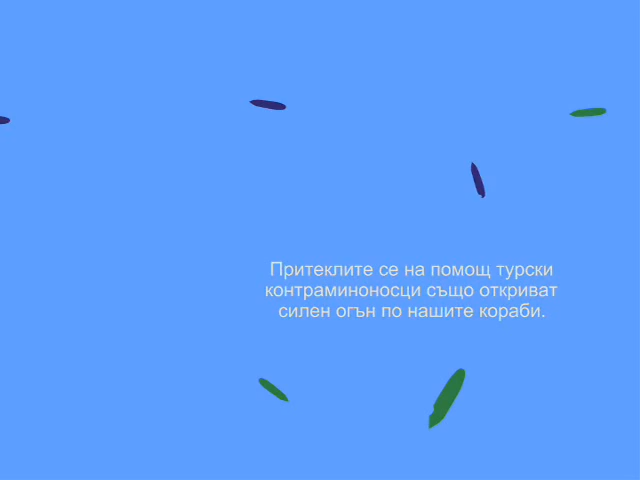 Притеклите се на помощ турски
контраминоносци също откриват
силен огън по нашите кораби.